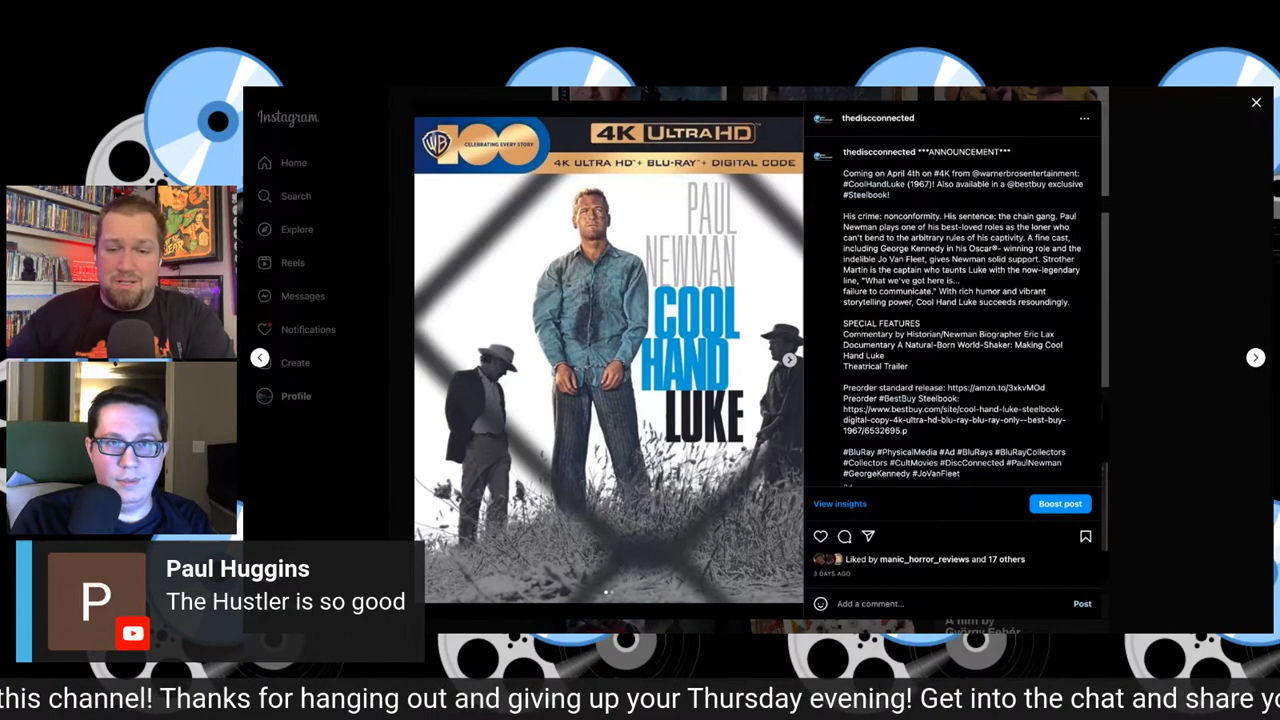 Instagram
Home
Search
Explore
Reels
Messages
Notifications
Create
Profile
WB
100
CELEBRATING EVERY STORY
4K ULTRA HD
4K ULTRA HD + BLU-RAY + DIGITAL CODE
PAUL
NEWMAN
COOL
HAND
LUKE
thediscconnected
thediscconnected ***ANNOUNCEMENT***
Coming on April 4th on #4K from @warnerbrosentertainment:
#CoolHandLuke (1967)! Also available in a @bestbuy exclusive
#Steelbook!
His crime: nonconformity. His sentence: the chain gang. Paul
Newman plays one of his best-loved roles as the loner who
can't bend to the arbitrary rules of his captivity. A fine cast,
including George Kennedy in his Oscar®- winning role and the
indelible Jo Van Fleet, gives Newman solid support. Strother
Martin is the captain who taunts Luke with the now-legendary
line, "What we've got here is...
failure to communicate." With rich humor and vibrant
storytelling power, Cool Hand Luke succeeds resoundingly.
SPECIAL FEATURES
Commentary by Historian/Newman Biographer Eric Lax
Documentary A Natural-Born World-Shaker: Making Cool
Hand Luke
Theatrical Trailer
Preorder standard release: https://amzn.to/3xkvMOd
Preorder #BestBuy Steelbook:
https://www.bestbuy.com/site/cool-hand-luke-steelbook-
digital-copy-4k-ultra-hd-blu-ray-blu-ray-only--best-buy-
1967/6532695.p
#BluRay #PhysicalMedia #Ad #BluRays #BluRayCollectors
#Collectors #CultMovies #DiscConnected #PaulNewman
#GeorgeKennedy #JoVanFleet
View insights
Boost post
Liked by manic_horror_reviews and 17 others
3 DAYS AGO
Add a comment...
Post
A film by
György Fehér
P
Paul Huggins
The Hustler is so good
this channel! Thanks for hanging out and giving up your Thursday evening! Get into the chat and share